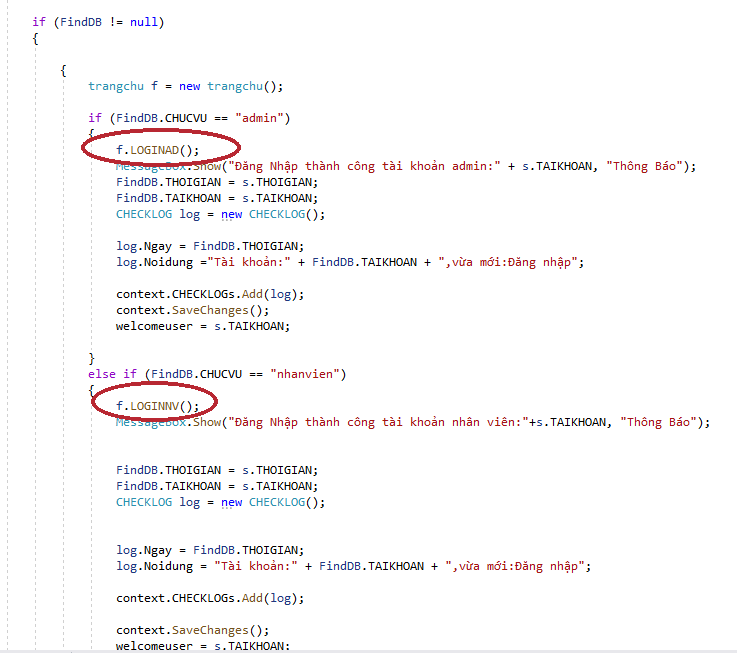 if (FindDB != null)
{
{
trangchu f = new trangchu();
if (FindDB.CHUCVU == "admin")
{
f.LOGINAD();
MessageBox.Show("Đăng Nhập thành công tài khoản admin:" + s.TAIKHOAN, "Thông Báo");
FindDB.THOIGIAN = s.THOIGIAN;
FindDB.TAIKHOAN = s.TAIKHOAN;
CHECKLOG log = new CHECKLOG();
log.Ngay = FindDB.THOIGIAN;
log.Noidung ="Tài khoản:" + FindDB.TAIKHOAN + ",vừa mới:Đăng nhập";
context.CHECKLOGs.Add(log);
context.SaveChanges();
welcomeuser = s.TAIKHOAN;
}
else if (FindDB.CHUCVU == "nhanvien")
{
f.LOGINNV();
MessageBox.Show("Đăng Nhập thành công tài khoản nhân viên:"+s.TAIKHOAN, "Thông Báo");
FindDB.THOIGIAN = s.THOIGIAN;
FindDB.TAIKHOAN = s.TAIKHOAN;
CHECKLOG log = new CHECKLOG();
log.Ngay = FindDB.THOIGIAN;
log.Noidung = "Tài khoản:" + FindDB.TAIKHOAN + ",vừa mới:Đăng nhập";
context.CHECKLOGs.Add(log);
context.SaveChanges();
welcomeuser = s.TAIKHOAN;